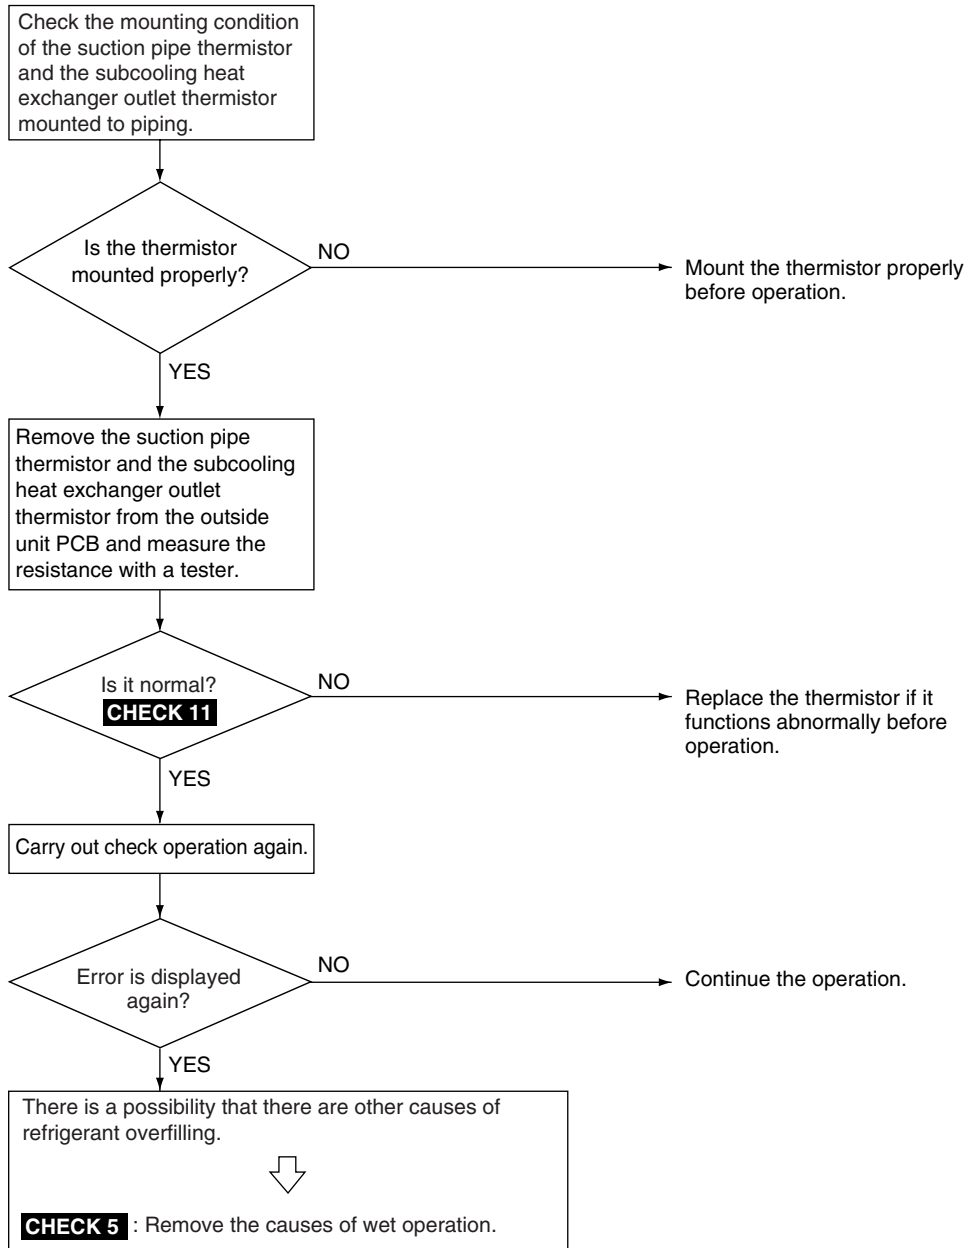 Check the mounting condition
of the suction pipe thermistor
and the subcooling heat
exchanger outlet thermistor
mounted to piping.
Is the thermistor
mounted properly?
NO
Mount the thermistor properly
before operation.
YES
Remove the suction pipe
thermistor and the subcooling
heat exchanger outlet
thermistor from the outside
unit PCB and measure the
resistance with a tester.
Is it normal?
CHECK 11
NO
Replace the thermistor if it
functions abnormally before
operation.
YES
Carry out check operation again.
Error is displayed
again?
NO
Continue the operation.
YES
There is a possibility that there are other causes of
refrigerant overfilling.
CHECK 5 : Remove the causes of wet operation.